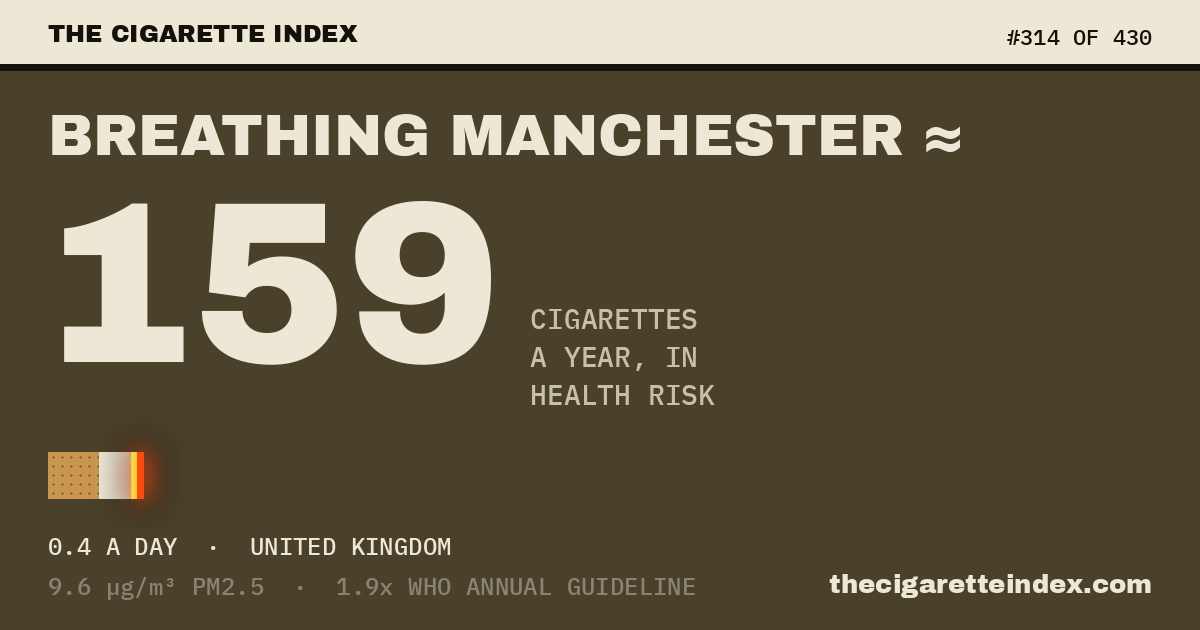 THE CIGARETTE INDEX
#314 OF 430
BREATHING MANCHESTER ≈
159
CIGARETTES
A YEAR, IN
HEALTH RISK
0.4 A DAY · UNITED KINGDOM
9.6 µg/m³ PM2.5 · 1.9x WHO ANNUAL GUIDELINE
thecigaretteindex.com